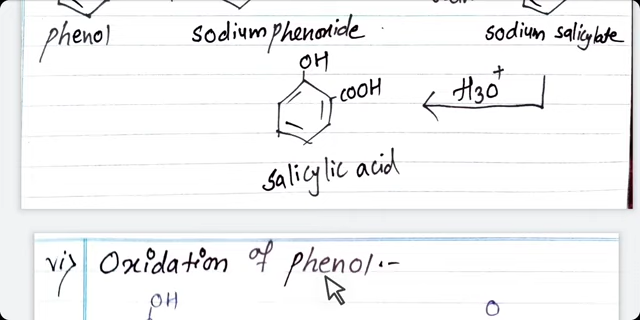 phenol sodium phenoxide sodium salicylate
OH
COOH H3O+
salicylic acid
vi) Oxidation of phenol:-
OH O